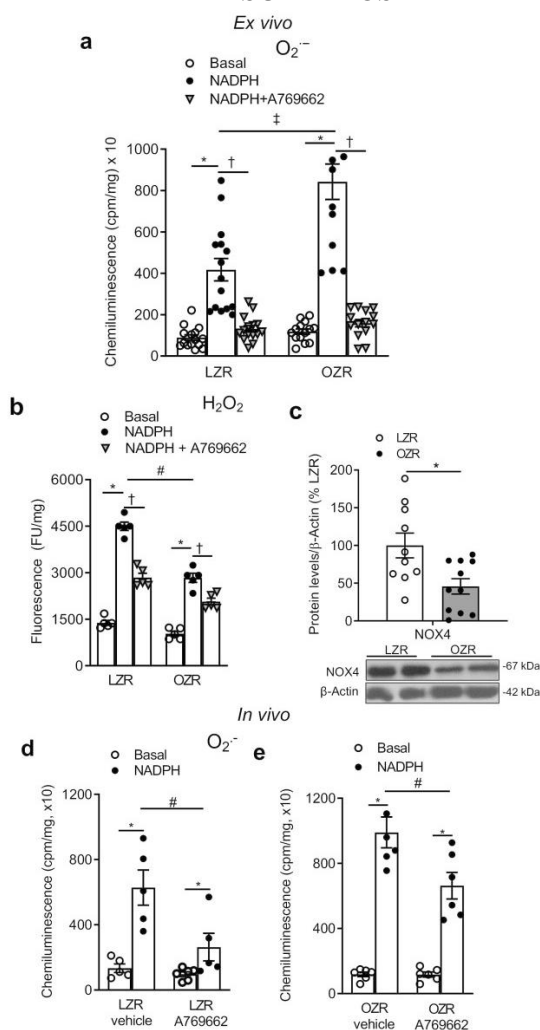 Ex vivo
a
O₂·−
Basal
NADPH
NADPH+A769662
‡
* † * †
Chemiluminescence (cpm/mg) x 10
1000
800
600
400
200
0
LZR OZR
b
H₂O₂
Basal
NADPH
NADPH + A769662
#
* † * †
Fluorescence (FU/mg)
6000
4500
3000
1500
0
LZR OZR
c
LZR
OZR
*
Protein levels/β-Actin (% LZR)
200
150
100
50
0
NOX4
LZR OZR
NOX4 -67 kDa
β-Actin -42 kDa
In vivo
d
O₂·-
Basal
NADPH
#
* *
Chemiluminescence (cpm/mg, x10)
1200
800
400
0
LZR LZR
vehicle A769662
e
Basal
NADPH
#
* *
Chemiluminescence (cpm/mg, x10)
1200
800
400
0
OZR OZR
vehicle A769662